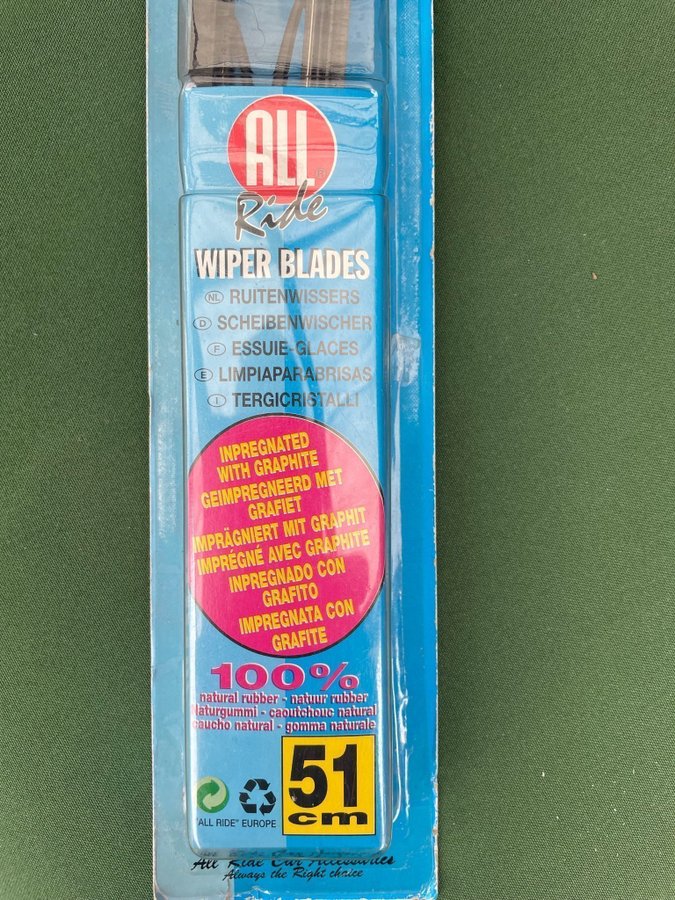 ALL
®
Ride
WIPER BLADES
NL RUITENWISSERS
D SCHEIBENWISCHER
F ESSUIE-GLACES
E LIMPIAPARABRISAS
I TERGICRISTALLI
INPREGNATED
WITH GRAPHITE
GEIMPREGNEERD MET
GRAFIET
IMPRÄGNIERT MIT GRAPHIT
IMPRÉGNÉ AVEC GRAPHITE
INPREGNADO CON
GRAFITO
IMPREGNATA CON
GRAFITE
100%
natural rubber - natuur rubber
Naturgummi - caoutchouc natural
caucho natural - gomma naturale
51
cm
"ALL RIDE" EUROPE
All Ride Car Accessories
Always the Right choice